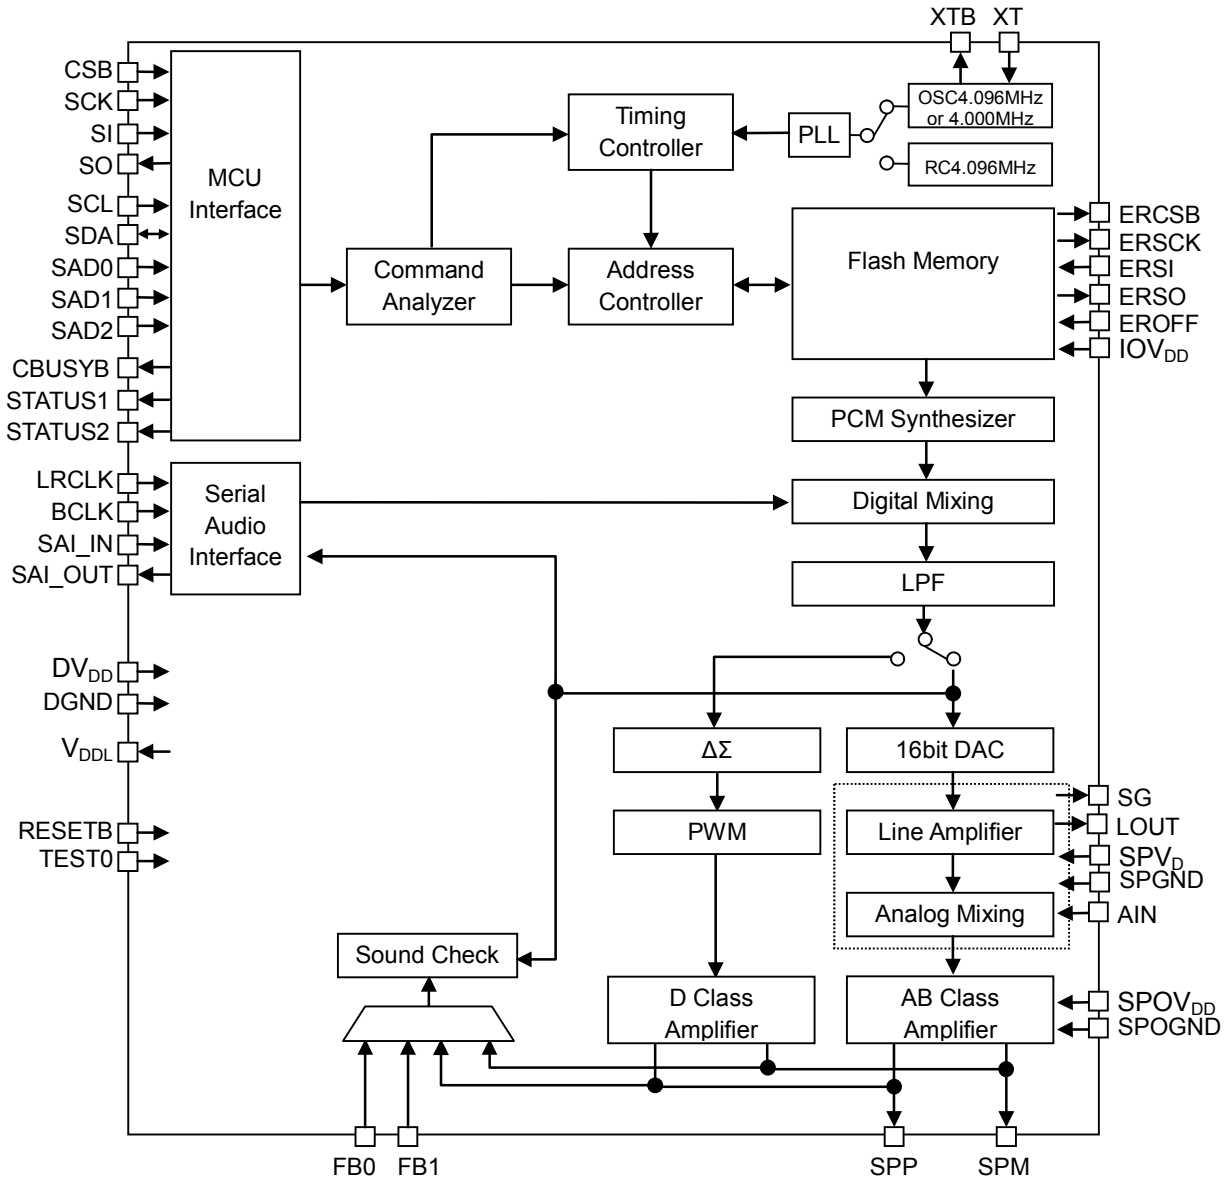 XTB XT
CSB
SCK
SI
SO
SCL
SDA
SAD0
SAD1
SAD2
CBUSYB
STATUS1
STATUS2
MCU
Interface
Timing
Controller
PLL
OSC4.096MHz
or 4.000MHz
RC4.096MHz
Command
Analyzer
Address
Controller
Flash Memory
ERCSB
ERSCK
ERSI
ERSO
EROFF
IOVDD
PCM Synthesizer
LRCLK
BCLK
SAI_IN
SAI_OUT
Serial
Audio
Interface
Digital Mixing
LPF
DVDD
DGND
VDDL
RESETB
TEST0
ΔΣ
16bit DAC
PWM
Line Amplifier
Analog Mixing
SG
LOUT
SPVD
SPGND
AIN
Sound Check
D Class
Amplifier
AB Class
Amplifier
SPOVDD
SPOGND
FB0 FB1
SPP SPM